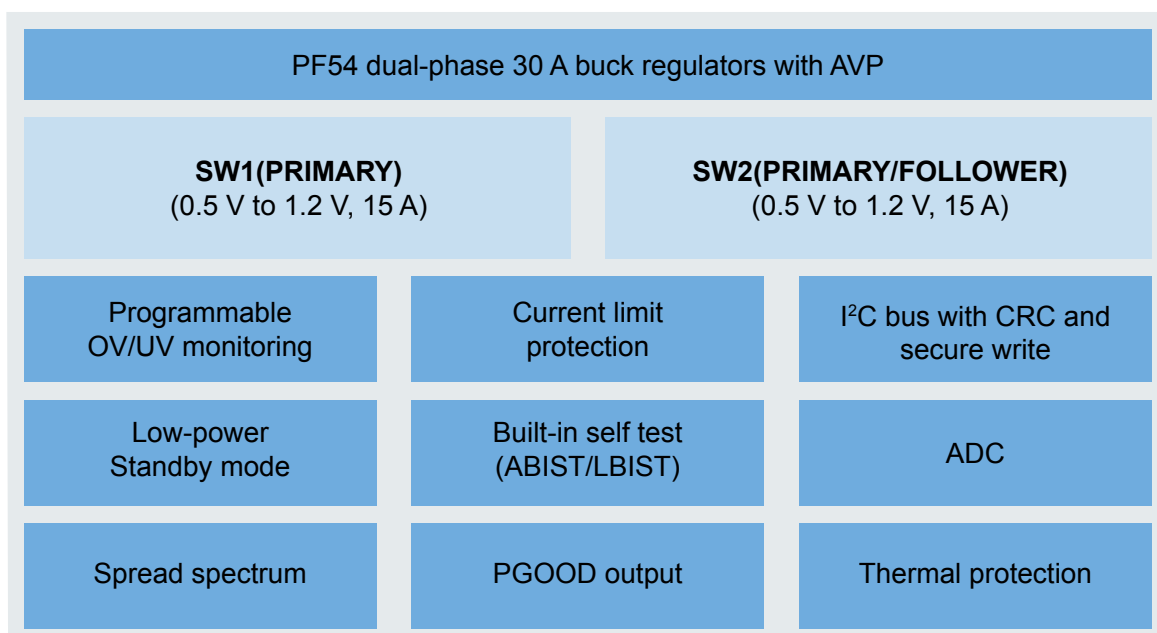 PF54 dual-phase 30 A buck regulators with AVP
SW1(PRIMARY)
(0.5 V to 1.2 V, 15 A)
SW2(PRIMARY/FOLLOWER)
(0.5 V to 1.2 V, 15 A)
Programmable
OV/UV monitoring
Current limit
protection
I²C bus with CRC and
secure write
Low-power
Standby mode
Built-in self test
(ABIST/LBIST)
ADC
Spread spectrum
PGOOD output
Thermal protection